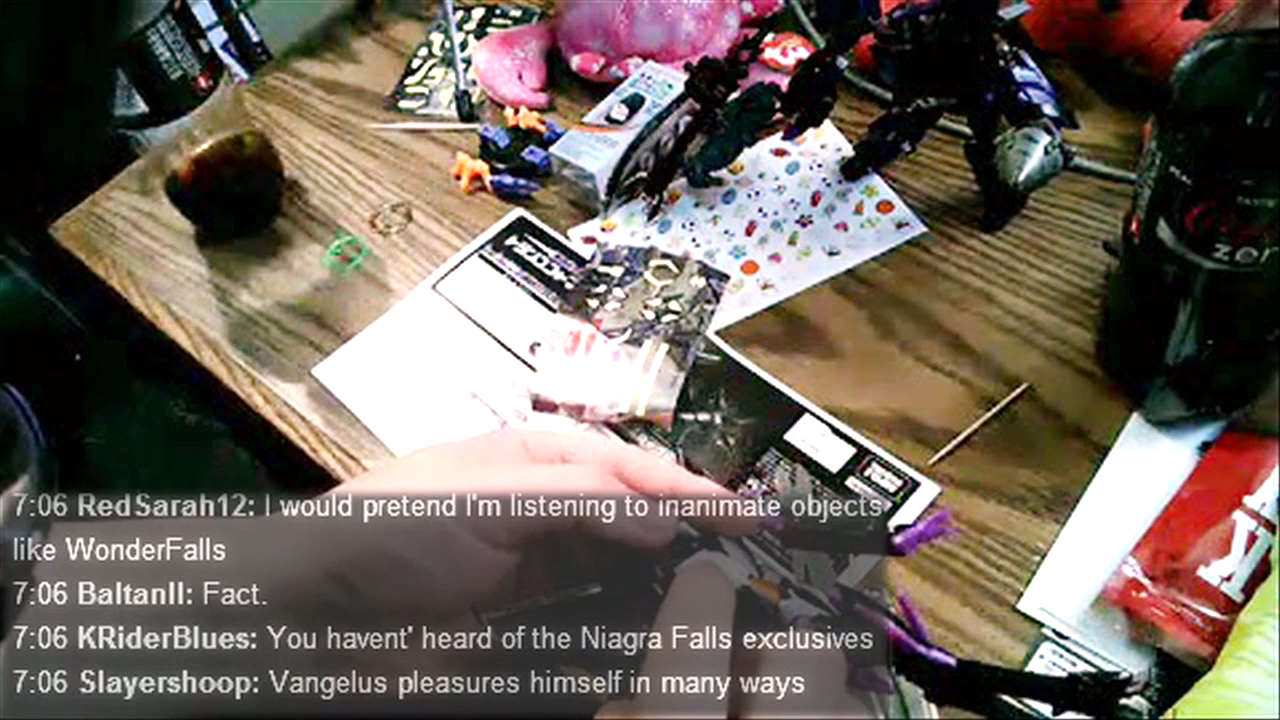 zer
7:06 RedSarah12: I would pretend I'm listening to inanimate objects
like WonderFalls
7:06 BaltanII: Fact.
7:06 KRiderBlues: You havent' heard of the Niagra Falls exclusives
7:06 Slayershoop: Vangelus pleasures himself in many ways